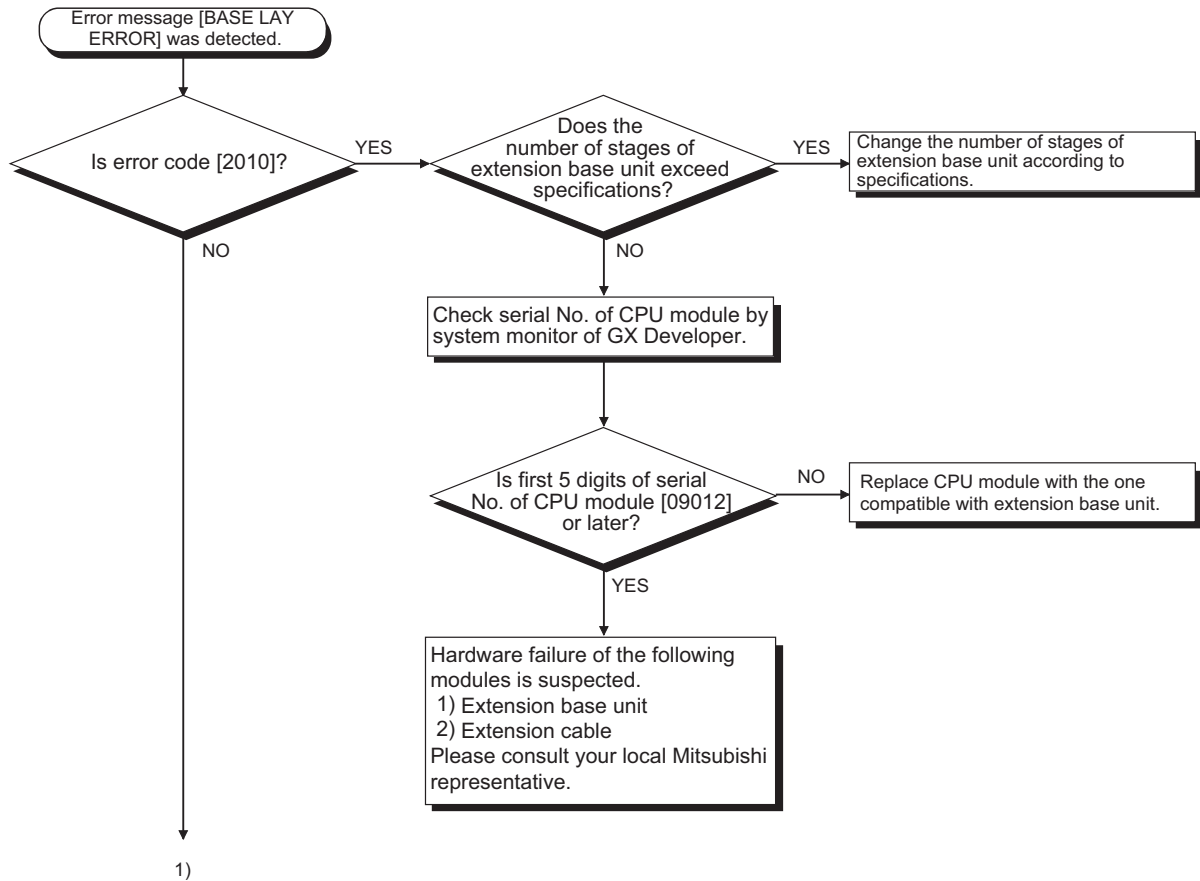 Error message [BASE LAY
ERROR] was detected.
Is error code [2010]?
YES
NO
Does the
number of stages of
extension base unit exceed
specifications?
YES
Change the number of stages of
extension base unit according to
specifications.
NO
Check serial No. of CPU module by
system monitor of GX Developer.
Is first 5 digits of serial
No. of CPU module [09012]
or later?
NO
Replace CPU module with the one
compatible with extension base unit.
YES
Hardware failure of the following
modules is suspected.
1) Extension base unit
2) Extension cable
Please consult your local Mitsubishi
representative.
1)